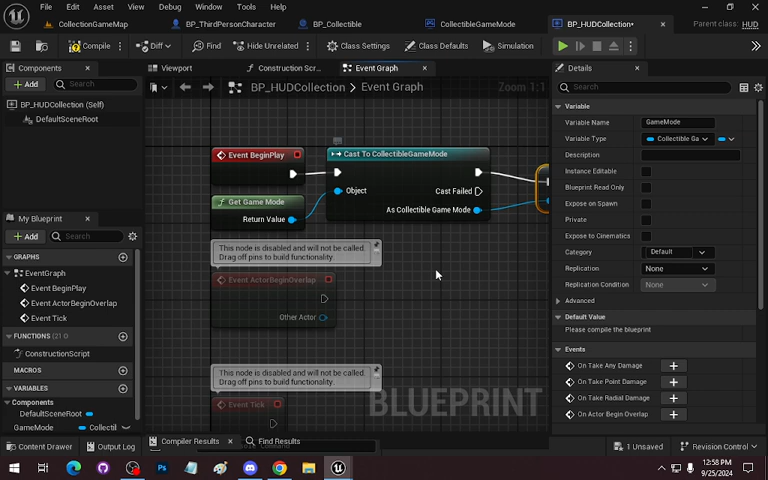 File Edit Asset View Debug Window Tools Help
CollectionGameMap
BP_ThirdPersonCharacter
BP_Collectible
CollectibleGameMode
BP_HUDCollection•
Parent class: HUD
Compile
Diff
Find
Hide Unrelated
Class Settings
Class Defaults
Simulation
Components
Viewport
Construction Scr...
Event Graph
Details
Add
Search
BP_HUDCollection
Event Graph
Zoom 1:1
Search
BP_HUDCollection (Self)
DefaultSceneRoot
Variable
Variable Name
GameMode
Variable Type
Collectible Ga
Description
Instance Editable
Blueprint Read Only
Expose on Spawn
Private
Expose to Cinematics
Category
Default
Replication
None
Replication Condition
None
Advanced
Default Value
Please compile the blueprint
Events
On Take Any Damage
On Take Point Damage
On Take Radial Damage
On Actor Begin Overlap
Event BeginPlay
Cast To CollectibleGameMode
Object
Cast Failed
As Collectible Game Mode
Get Game Mode
Return Value
This node is disabled and will not be called.
Drag off pins to build functionality.
Event ActorBeginOverlap
Other Actor
This node is disabled and will not be called.
Drag off pins to build functionality.
Event Tick
BLUEPRINT
My Blueprint
Add
Search
GRAPHS
EventGraph
Event BeginPlay
Event ActorBeginOverlap
Event Tick
FUNCTIONS
ConstructionScript
MACROS
VARIABLES
Components
DefaultSceneRoot
GameMode
Collecti
Compiler Results
Find Results
Content Drawer
Output Log
1 Unsaved
Revision Control
12:58 PM
9/25/2024